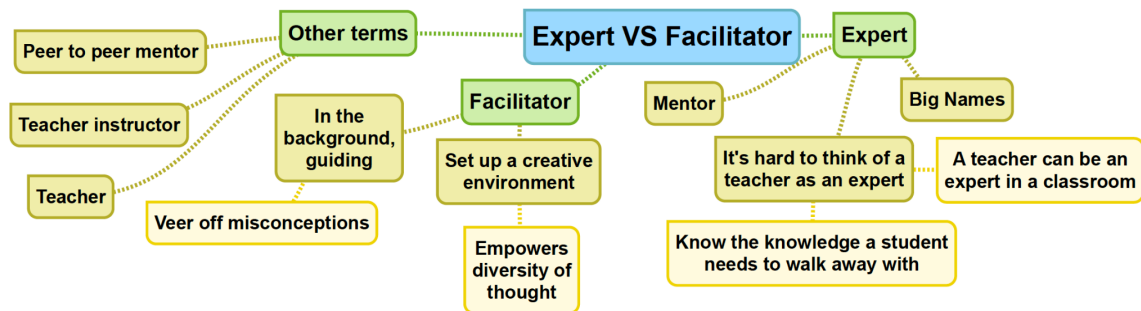 Expert VS Facilitator
Other terms
Peer to peer mentor
Teacher instructor
Teacher
Facilitator
In the
background,
guiding
Veer off misconceptions
Set up a creative
environment
Empowers
diversity of
thought
Expert
Mentor
Big Names
It's hard to think of a
teacher as an expert
A teacher can be an
expert in a classroom
Know the knowledge a student
needs to walk away with